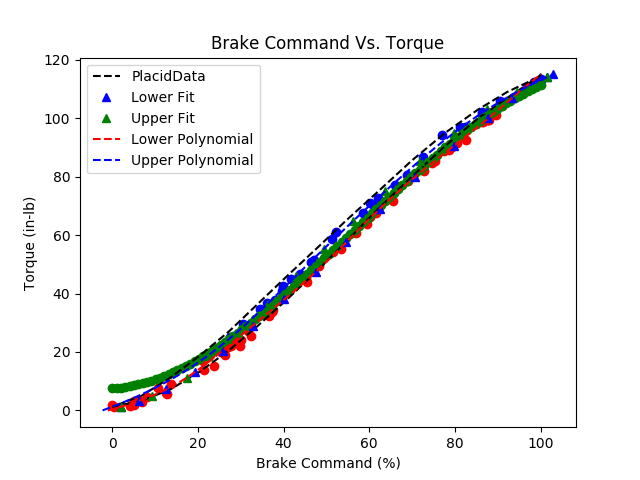 Brake Command Vs. Torque
120
100
80
60
40
20
0
Torque (in-lb)
PlacidData
Lower Fit
Upper Fit
Lower Polynomial
Upper Polynomial
0 20 40 60 80 100
Brake Command (%)